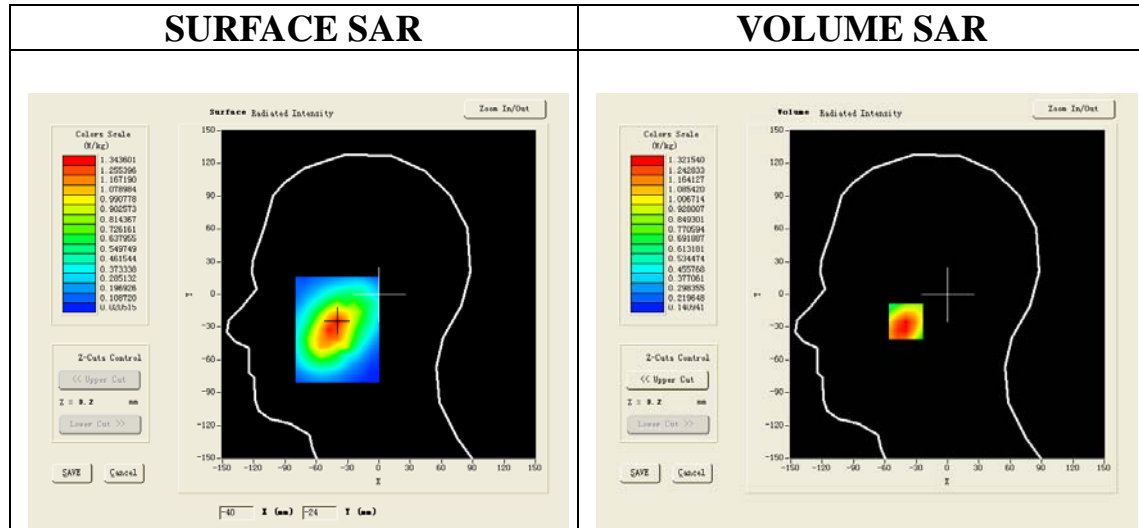 SURFACE SAR
VOLUME SAR
Surface Radiated Intensity
Zoom In/Out
Colors Scale
(W/kg)
1.343601
1.255396
1.167190
1.078984
0.990778
0.902573
0.814367
0.726161
0.637955
0.549749
0.461544
0.373338
0.285132
0.196926
0.108720
0.020515
150
120
90
60
30
0
-30
-60
-90
-120
-150
Y
-150 -120 -90 -60 -30 0 30 60 90 120 150
X
Z-Cuts Control
<< Upper Cut
Z = 0.2 mm
Lower Cut >>
SAVE Cancel
-40 X (mm) -24 Y (mm)
Volume Radiated Intensity
Zoom In/Out
Colors Scale
(W/kg)
1.321540
1.242833
1.164127
1.085420
1.006714
0.928007
0.849301
0.770594
0.691887
0.613181
0.534474
0.455768
0.377061
0.298355
0.219648
0.140941
150
120
90
60
30
0
-30
-60
-90
-120
-150
Y
-150 -120 -90 -60 -30 0 30 60 90 120 150
X
Z-Cuts Control
<< Upper Cut
Z = 0.2 mm
Lower Cut >>
SAVE Cancel